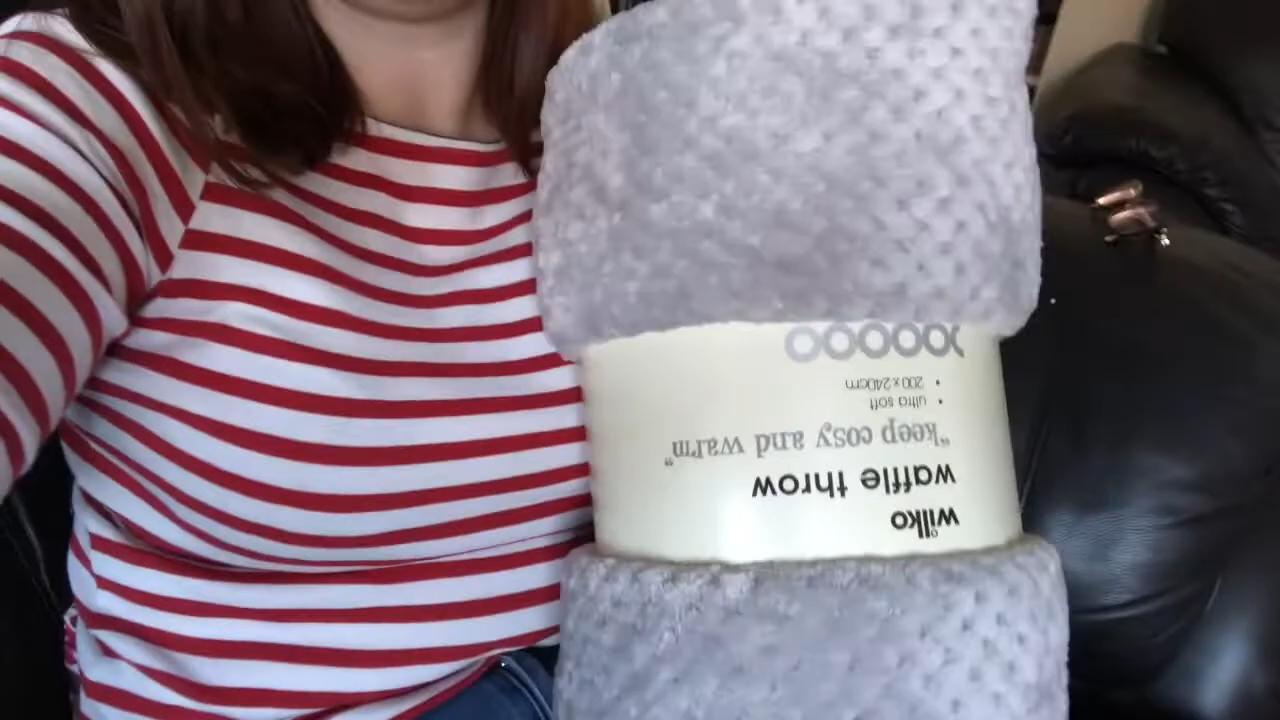 wilko
waffle throw
"keep cosy and warm"
• ultra soft
• 200 x 240cm